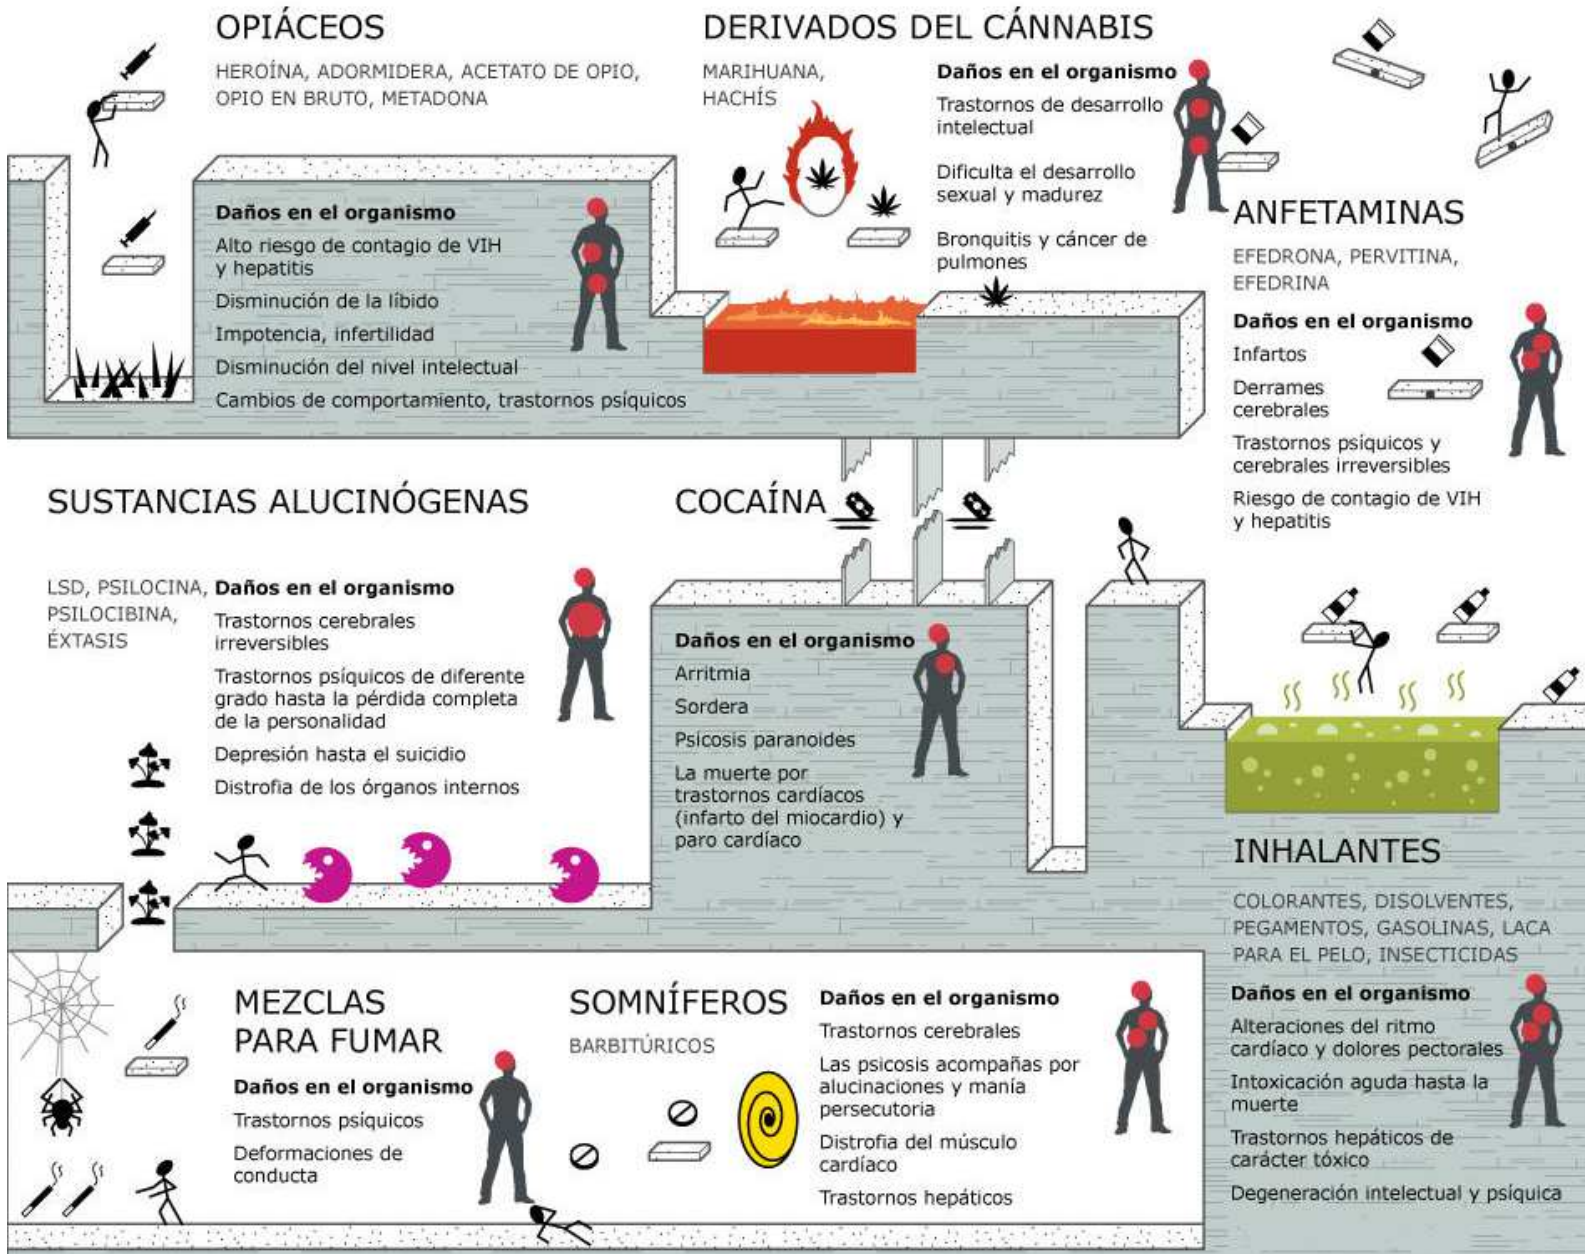 OPIÁCEOS
HEROÍNA, ADORMIDERA, ACETATO DE OPIO,
OPIO EN BRUTO, METADONA
Daños en el organismo
Alto riesgo de contagio de VIH
y hepatitis
Disminución de la líbido
Impotencia, infertilidad
Disminución del nivel intelectual
Cambios de comportamiento, trastornos psíquicos
DERIVADOS DEL CÁNNABIS
MARIHUANA,
HACHÍS
Daños en el organismo
Trastornos de desarrollo
intelectual
Dificulta el desarrollo
sexual y madurez
Bronquitis y cáncer de
pulmones
ANFETAMINAS
EFEDRONA, PERVITINA,
EFEDRINA
Daños en el organismo
Infartos
Derrames
cerebrales
Trastornos psíquicos y
cerebrales irreversibles
Riesgo de contagio de VIH
y hepatitis
SUSTANCIAS ALUCINÓGENAS
LSD, PSILOCINA,
PSILOCIBINA,
ÉXTASIS
Daños en el organismo
Trastornos cerebrales
irreversibles
Trastornos psíquicos de diferente
grado hasta la pérdida completa
de la personalidad
Depresión hasta el suicidio
Distrofia de los órganos internos
COCAÍNA
Daños en el organismo
Arritmia
Sordera
Psicosis paranoides
La muerte por
trastornos cardíacos
(infarto del miocardio) y
paro cardíaco
INHALANTES
COLORANTES, DISOLVENTES,
PEGAMENTOS, GASOLINAS, LACA
PARA EL PELO, INSECTICIDAS
Daños en el organismo
Alteraciones del ritmo
cardíaco y dolores pectorales
Intoxicación aguda hasta la
muerte
Trastornos hepáticos de
carácter tóxico
Degeneración intelectual y psíquica
MEZCLAS
PARA FUMAR
Daños en el organismo
Trastornos psíquicos
Deformaciones de
conducta
SOMNÍFEROS
BARBITÚRICOS
Daños en el organismo
Trastornos cerebrales
Las psicosis acompañas por
alucinaciones y manía
persecutoria
Distrofia del músculo
cardíaco
Trastornos hepáticos